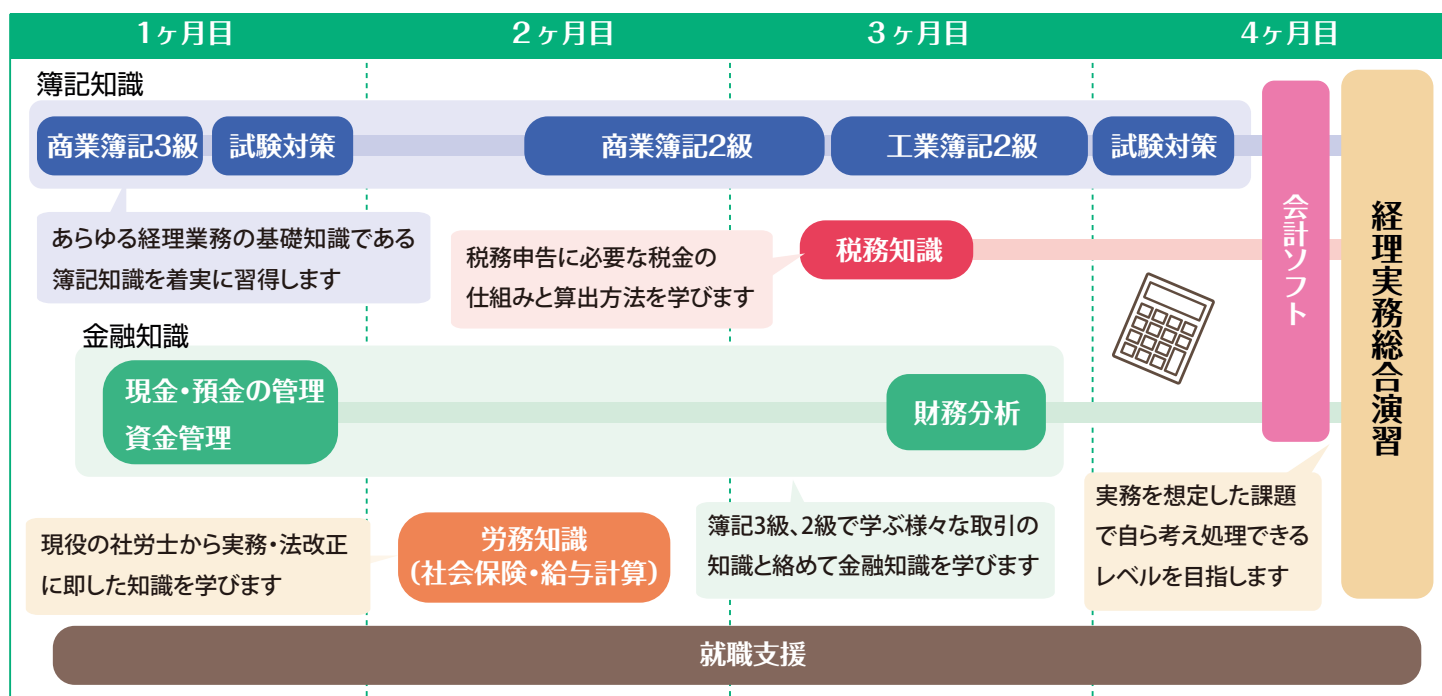 1ヶ月目
2ヶ月目
3ヶ月目
4ヶ月目
簿記知識
商業簿記3級
試験対策
商業簿記2級
工業簿記2級
試験対策
あらゆる経理業務の基礎知識である
簿記知識を着実に習得します
税務申告に必要な税金の
仕組みと算出方法を学びます
税務知識
会計ソフト
経理実務総合演習
金融知識
現金・預金の管理
資金管理
財務分析
現役の社労士から実務・法改正
に即した知識を学びます
労務知識
(社会保険・給与計算)
簿記3級、2級で学ぶ様々な取引の
知識と絡めて金融知識を学びます
実務を想定した課題
で自ら考え処理できる
レベルを目指します
就職支援